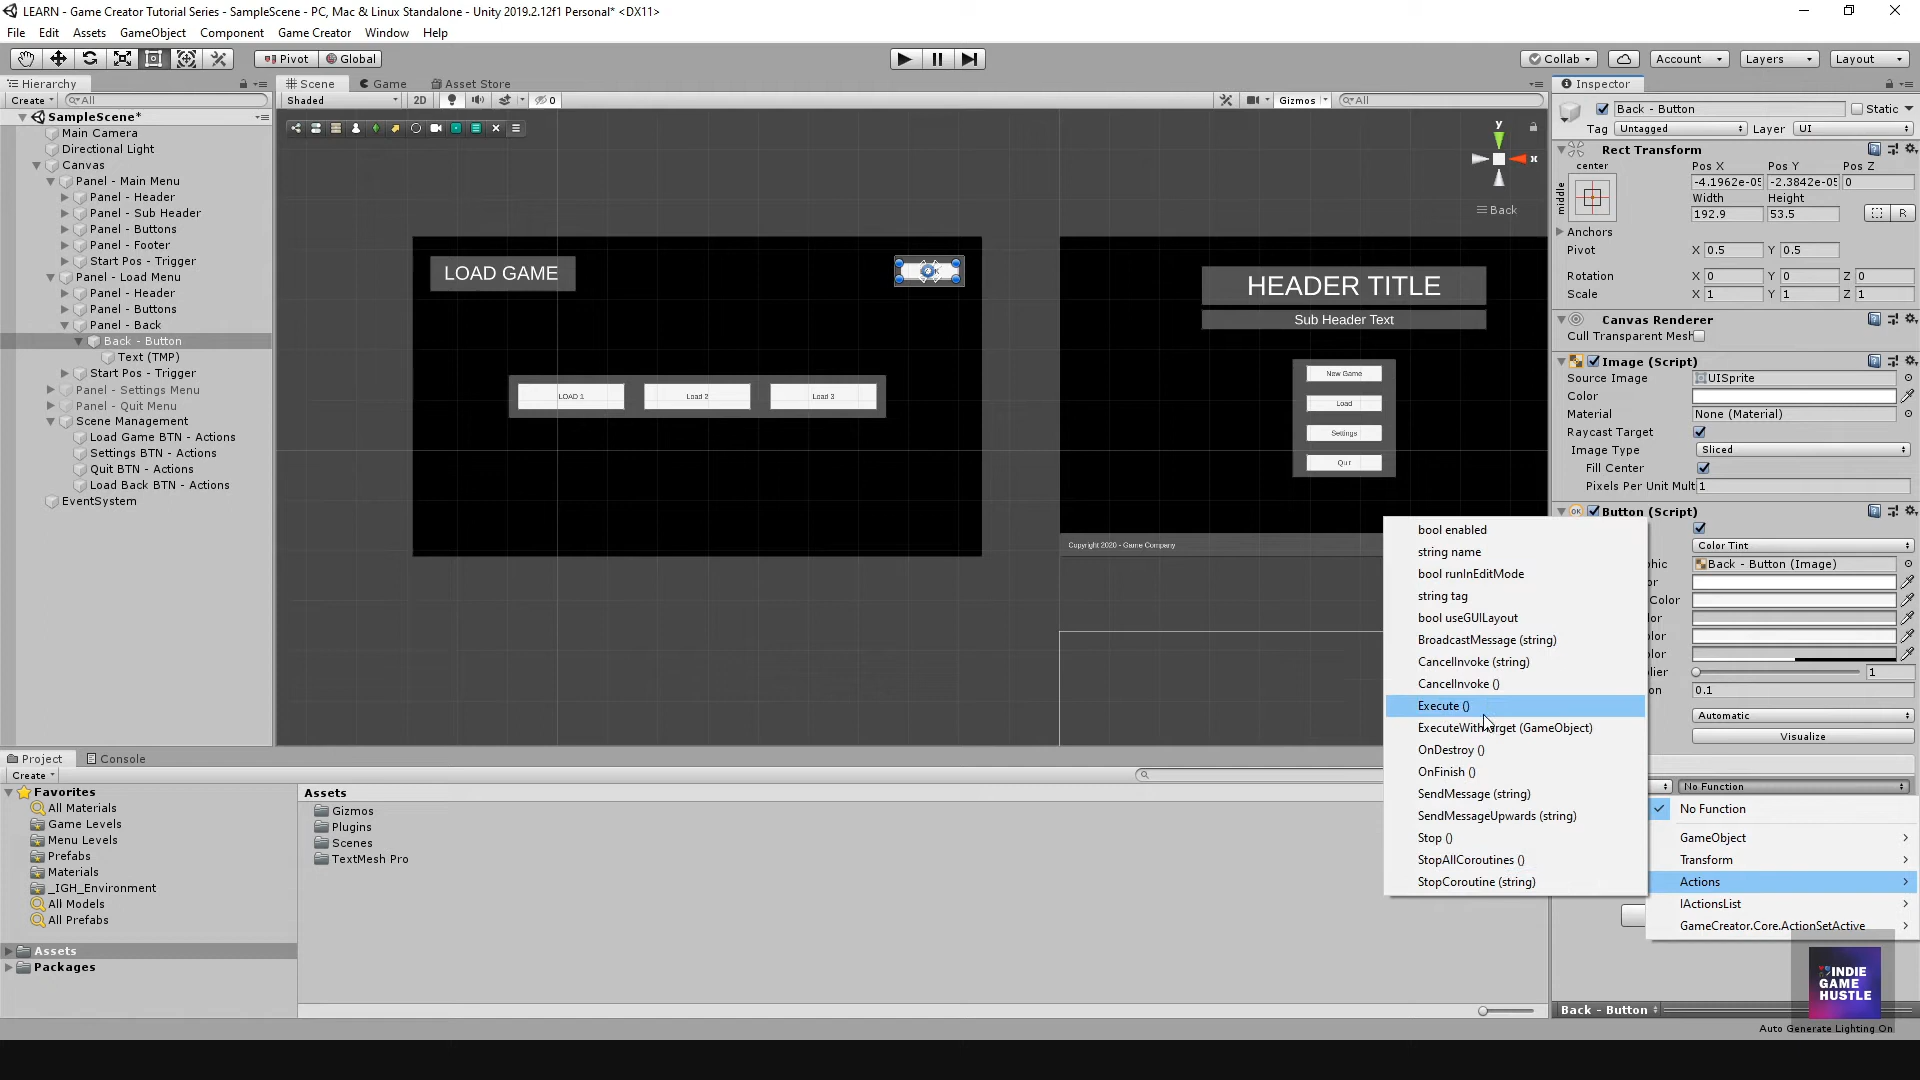 LEARN - Game Creator Tutorial Series - SampleScene - PC, Mac & Linux Standalone - Unity 2019.2.12f1 Personal* <DX11>
File Edit Assets GameObject Component Game Creator Window Help
Pivot Global Collab Account Layers Layout
Hierarchy
Create All
SampleScene*
Main Camera
Directional Light
Canvas
Panel - Main Menu
Panel - Header
Panel - Sub Header
Panel - Buttons
Panel - Footer
Start Pos - Trigger
Panel - Load Menu
Panel - Header
Panel - Buttons
Panel - Back
Back - Button
Text (TMP)
Start Pos - Trigger
Panel - Settings Menu
Panel - Quit Menu
Scene Management
Load Game BTN - Actions
Settings BTN - Actions
Quit BTN - Actions
Load Back BTN - Actions
EventSystem
Scene Game Asset Store
Shaded 2D 0 Gizmos All
y
x
Back
LOAD GAME
LOAD 1 Load 2 Load 3
HEADER TITLE
Sub Header Text
New Game
Load
Settings
Quit
Copyright 2020 - Game Company
Inspector
Back - Button Static
Tag Untagged Layer UI
Rect Transform
center
middle
Pos X Pos Y Pos Z
-4.1962e-05 -2.3842e-05 0
Width Height
192.9 53.5 R
Anchors
Pivot X 0.5 Y 0.5
Rotation X 0 Y 0 Z 0
Scale X 1 Y 1 Z 1
Canvas Renderer
Cull Transparent Mesh
Image (Script)
Source Image UISprite
Color
Material None (Material)
Raycast Target
Image Type Sliced
Fill Center
Pixels Per Unit Mult 1
Button (Script)
Color Tint
hic Back - Button (Image)
or
Color
lor
olor
olor
lier 1
on 0.1
Automatic
Visualize
No Function
bool enabled
string name
bool runInEditMode
string tag
bool useGUILayout
BroadcastMessage (string)
CancelInvoke (string)
CancelInvoke ()
Execute ()
(GameObject)
OnDestroy ()
OnFinish ()
SendMessage (string)
SendMessageUpwards (string)
Stop ()
StopAllCoroutines ()
StopCoroutine (string)
No Function
GameObject
Transform
Actions
IActionsList
GameCreator.Core.ActionSetActive
Project Console
Create
Favorites
All Materials
Game Levels
Menu Levels
Prefabs
Materials
_IGH_Environment
All Models
All Prefabs
Assets
Packages
Assets
Gizmos
Plugins
Scenes
TextMesh Pro
INDIE
GAME
HUSTLE
Back - Button
Auto Generate Lighting On